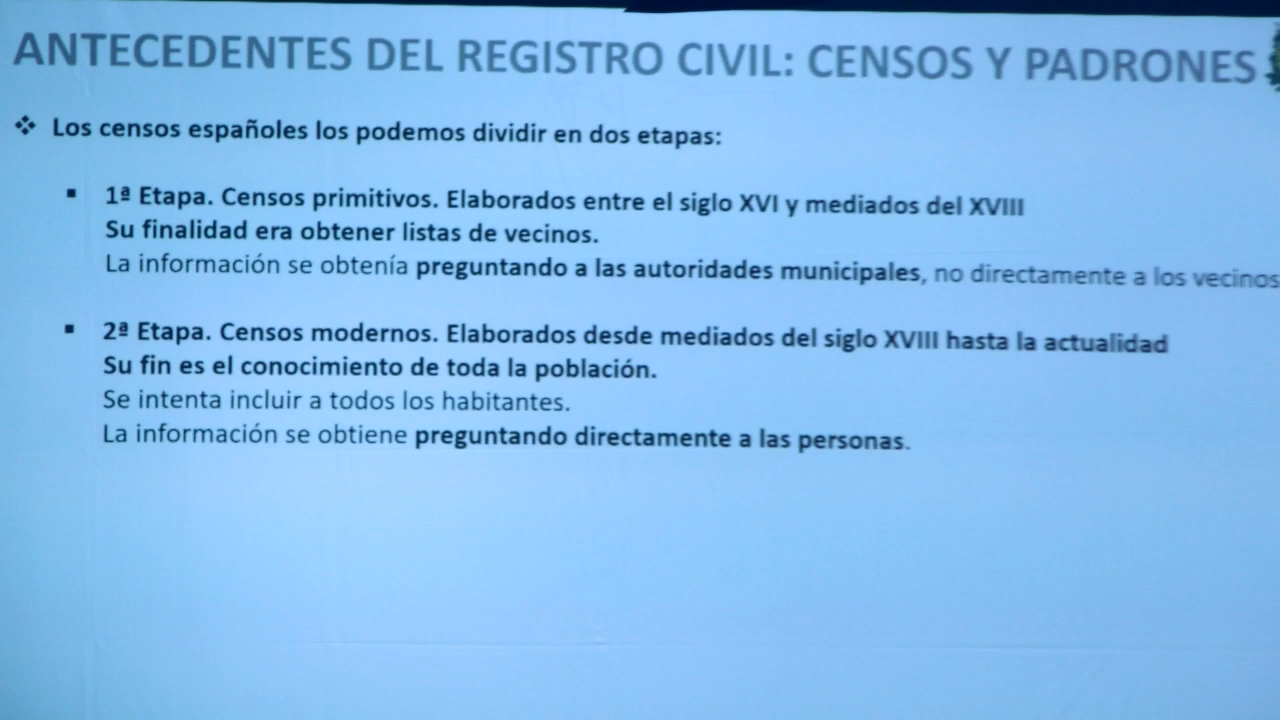 ANTECEDENTES DEL REGISTRO CIVIL: CENSOS Y PADRONES
❖ Los censos españoles los podemos dividir en dos etapas:
▪ 1ª Etapa. Censos primitivos. Elaborados entre el siglo XVI y mediados del XVIII
Su finalidad era obtener listas de vecinos.
La información se obtenía preguntando a las autoridades municipales, no directamente a los vecinos
▪ 2ª Etapa. Censos modernos. Elaborados desde mediados del siglo XVIII hasta la actualidad
Su fin es el conocimiento de toda la población.
Se intenta incluir a todos los habitantes.
La información se obtiene preguntando directamente a las personas.